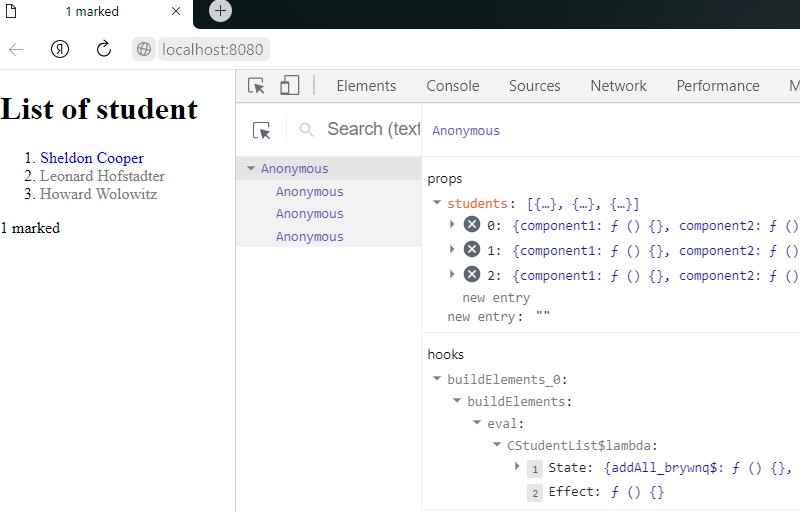 1 marked
localhost:8080
Elements Console Sources Network Performance M
List of student
1. Sheldon Cooper
2. Leonard Hofstadter
3. Howard Wolowitz
1 marked
Search (text
Anonymous
Anonymous
Anonymous
Anonymous
Anonymous
props
students: [{…}, {…}, {…}]
0: {component1: ƒ () {}, component2: ƒ ()
1: {component1: ƒ () {}, component2: ƒ ()
2: {component1: ƒ () {}, component2: ƒ ()
new entry
new entry: ""
hooks
buildElements_0:
buildElements:
eval:
CStudentList$lambda:
1 State: {addAll_brywnq$: ƒ () {},
2 Effect: ƒ () {}